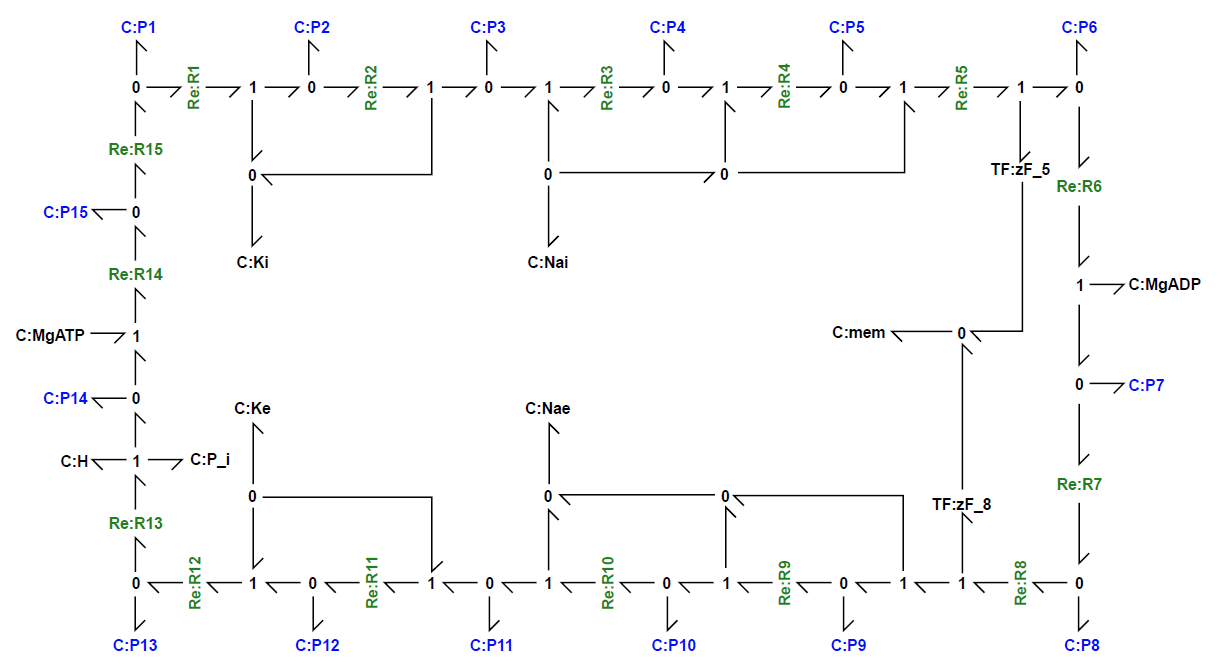 C:P1 C:P2 C:P3 C:P4 C:P5 C:P6
0 Re:R1 1 0 Re:R2 1 0 1 Re:R3 0 1 Re:R4 0 1 Re:R5 1 0
Re:R15
0 0 0 TF:zF_5
Re:R6
C:P15 0
C:Ki C:Nai
Re:R14
1 C:MgADP
C:MgATP 1 C:mem 0
0 C:P7
C:P14 0
C:Ke C:Nae
C:H 1 C:P_i
Re:R7
0 0 0 TF:zF_8
Re:R13
0 Re:R12 1 0 Re:R11 1 0 1 Re:R10 0 1 Re:R9 0 1 1 Re:R8 0
C:P13 C:P12 C:P11 C:P10 C:P9 C:P8